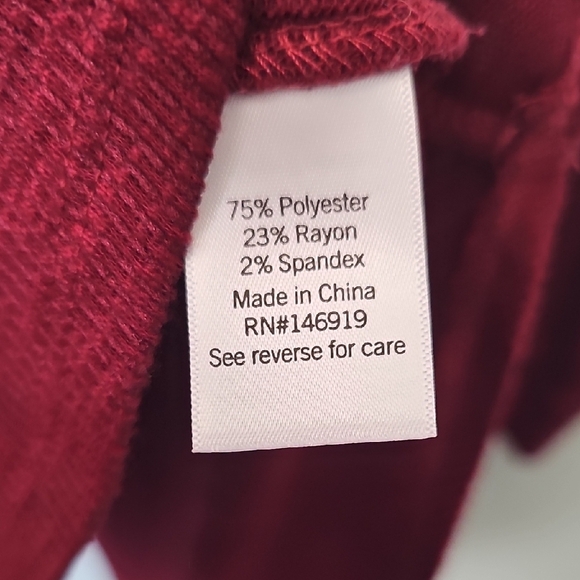 75% Polyester
23% Rayon
2% Spandex
Made in China
RN#146919
See reverse for care